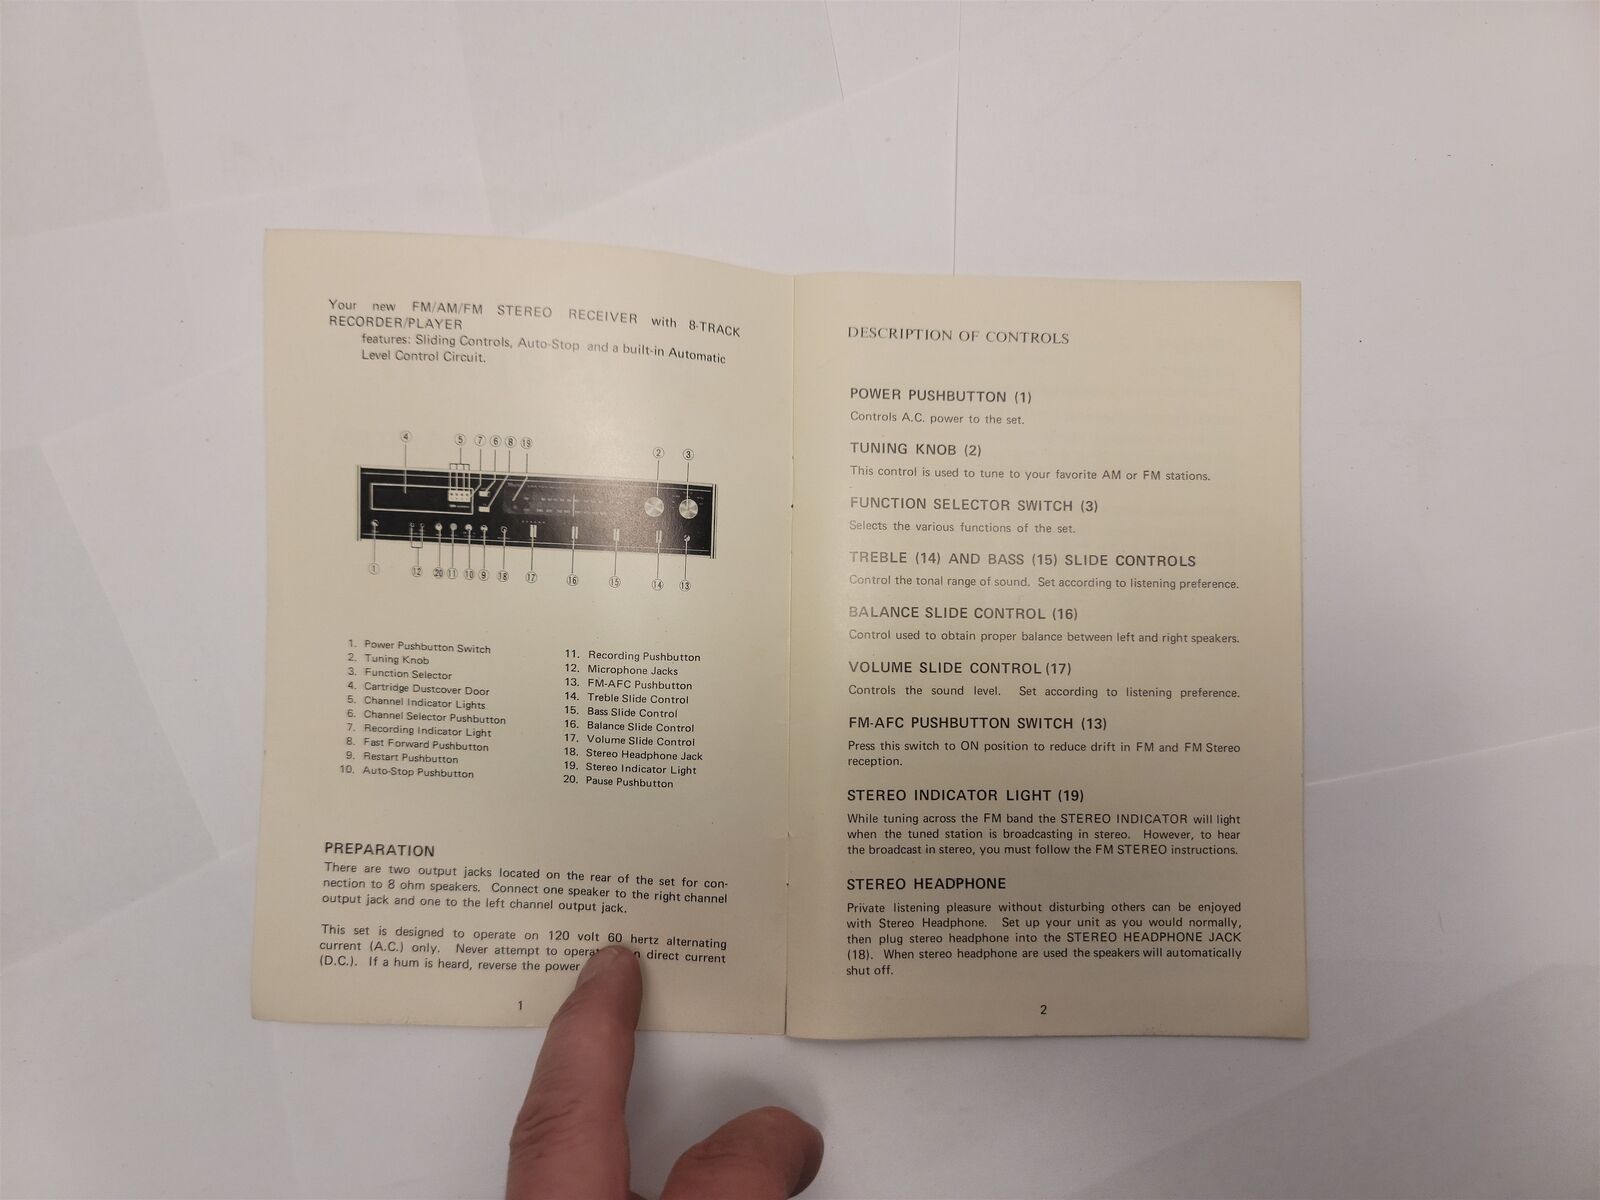 Your new FM/AM/FM STEREO RECEIVER with 8-TRACK
RECORDER/PLAYER
features: Sliding Controls, Auto-Stop and a built-in Automatic
Level Control Circuit.
④ ⑤ ⑦ ⑥ ⑧ ⑲ ② ③
① ⑫ ⑳ ⑪ ⑩ ⑨ ⑱ ⑰ ⑯ ⑮ ⑭ ⑬
1. Power Pushbutton Switch
2. Tuning Knob
3. Function Selector
4. Cartridge Dustcover Door
5. Channel Indicator Lights
6. Channel Selector Pushbutton
7. Recording Indicator Light
8. Fast Forward Pushbutton
9. Restart Pushbutton
10. Auto-Stop Pushbutton
11. Recording Pushbutton
12. Microphone Jacks
13. FM-AFC Pushbutton
14. Treble Slide Control
15. Bass Slide Control
16. Balance Slide Control
17. Volume Slide Control
18. Stereo Headphone Jack
19. Stereo Indicator Light
20. Pause Pushbutton
PREPARATION
There are two output jacks located on the rear of the set for con-
nection to 8 ohm speakers. Connect one speaker to the right channel
output jack and one to the left channel output jack.
This set is designed to operate on 120 volt 60 hertz alternating
current (A.C.) only. Never attempt to direct current
(D.C.). If a hum is heard, reverse the power
1
DESCRIPTION OF CONTROLS
POWER PUSHBUTTON (1)
Controls A.C. power to the set.
TUNING KNOB (2)
This control is used to tune to your favorite AM or FM stations.
FUNCTION SELECTOR SWITCH (3)
Selects the various functions of the set.
TREBLE (14) AND BASS (15) SLIDE CONTROLS
Control the tonal range of sound. Set according to listening preference.
BALANCE SLIDE CONTROL (16)
Control used to obtain proper balance between left and right speakers.
VOLUME SLIDE CONTROL (17)
Controls the sound level. Set according to listening preference.
FM-AFC PUSHBUTTON SWITCH (13)
Press this switch to ON position to reduce drift in FM and FM Stereo
reception.
STEREO INDICATOR LIGHT (19)
While tuning across the FM band the STEREO INDICATOR will light
when the tuned station is broadcasting in stereo. However, to hear
the broadcast in stereo, you must follow the FM STEREO instructions.
STEREO HEADPHONE
Private listening pleasure without disturbing others can be enjoyed
with Stereo Headphone. Set up your unit as you would normally,
then plug stereo headphone into the STEREO HEADPHONE JACK
(18). When stereo headphone are used the speakers will automatically
shut off.
2